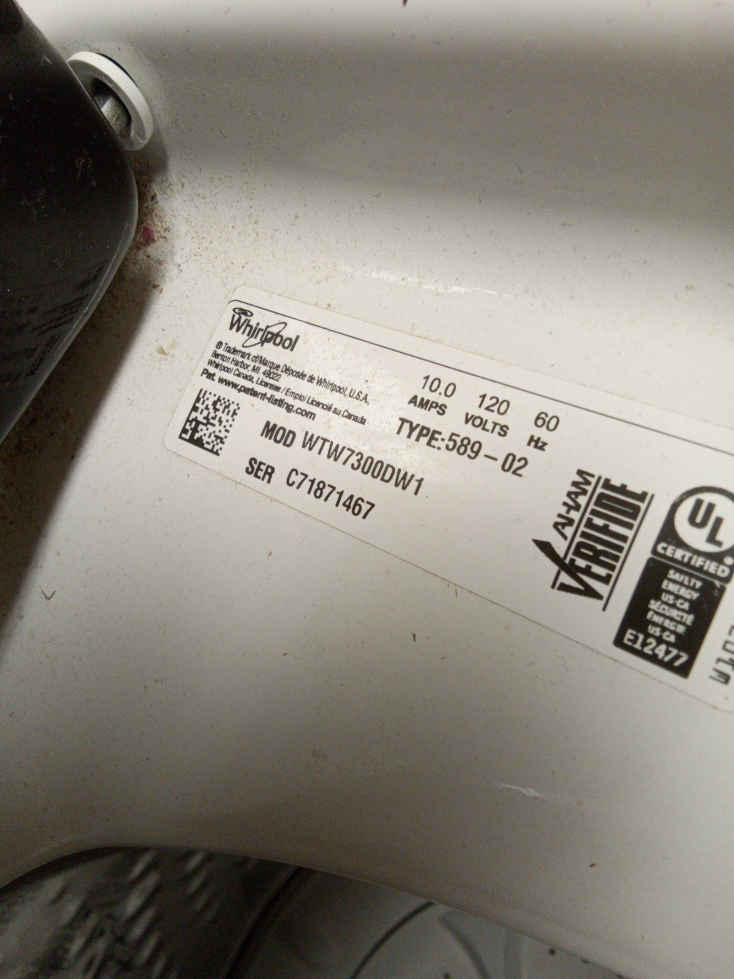 Whirlpool
® Trademark of/Marque Déposée de Whirlpool, U.S.A.
Benton Harbor, MI. 49022
Whirlpool Canada, Licensee / Emploi Licencié au Canada
Pat. www.patent-listing.com
MOD WTW7300DW1
SER C71871467
10.0 120 60
AMPS VOLTS Hz
TYPE:589-02
AHAM
VERIFIDE
UL
CERTIFIED
SAFETY
ENERGY
US-CA
SÉCURITÉ
ÉNERGIE
US-CA
E12477